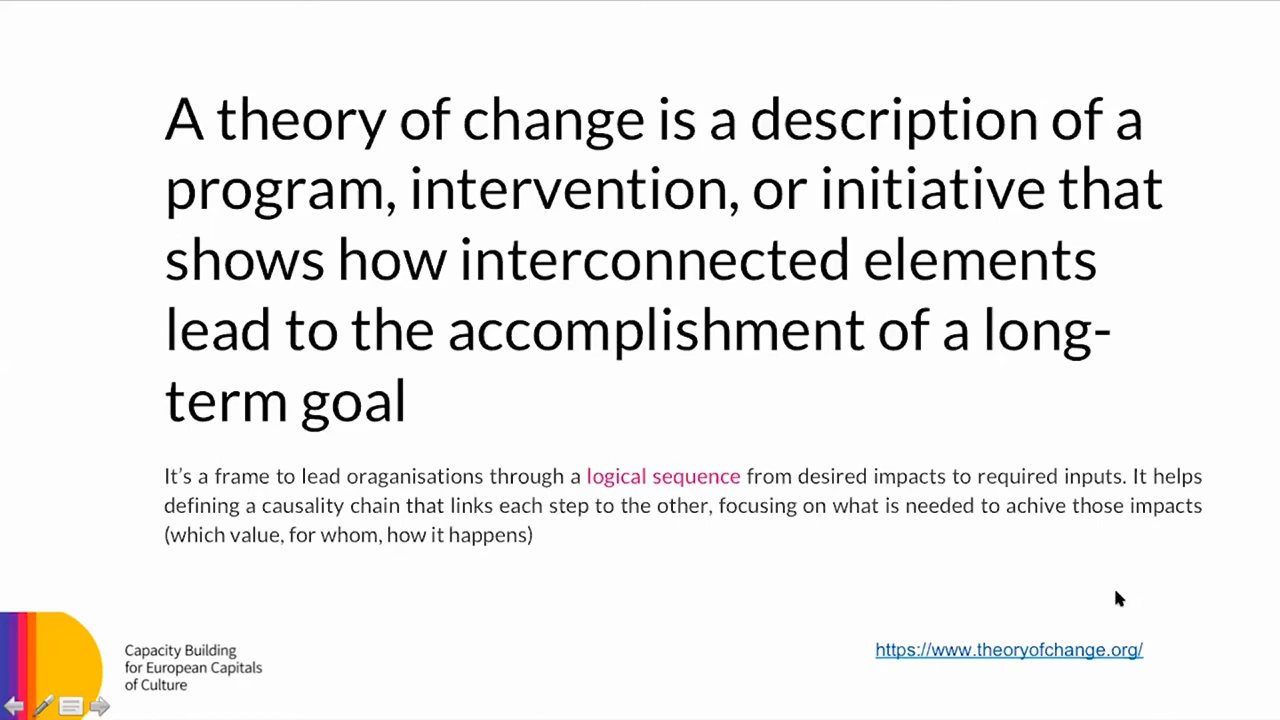 A theory of change is a description of a
program, intervention, or initiative that
shows how interconnected elements
lead to the accomplishment of a long-
term goal
It’s a frame to lead oraganisations through a logical sequence from desired impacts to required inputs. It helps
defining a causality chain that links each step to the other, focusing on what is needed to achive those impacts
(which value, for whom, how it happens)
Capacity Building
for European Capitals
of Culture
https://www.theoryofchange.org/